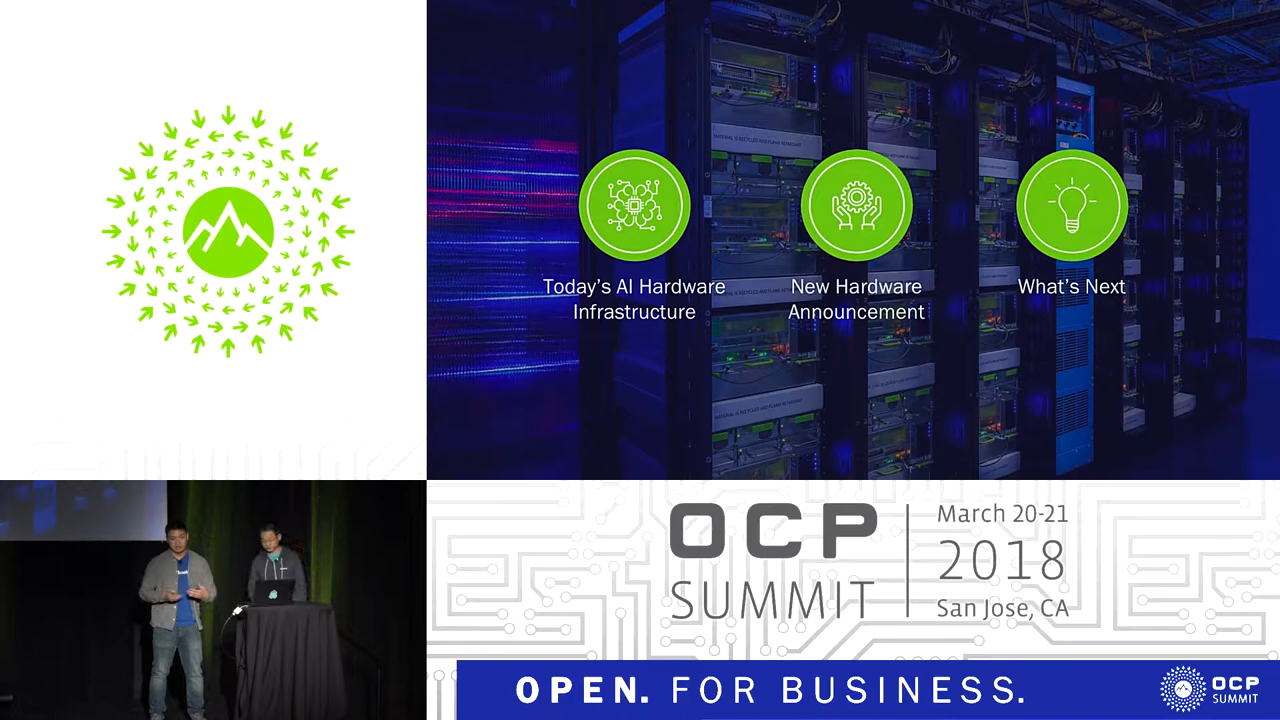 Today's AI Hardware
Infrastructure
New Hardware
Announcement
What's Next
OCP
SUMMIT
March 20-21
2018
San Jose, CA
OPEN. FOR BUSINESS.
OCP
SUMMIT